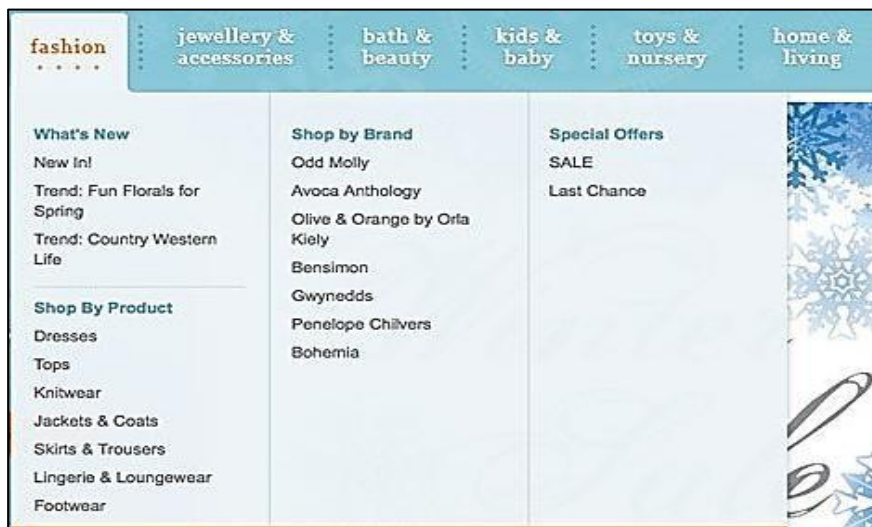 fashion
jewellery &
accessories
bath &
beauty
kids &
baby
toys &
nursery
home &
living
What's New
New In!
Trend: Fun Florals for
Spring
Trend: Country Western
Life
Shop By Product
Dresses
Tops
Knitwear
Jackets & Coats
Skirts & Trousers
Lingerie & Loungewear
Footwear
Shop by Brand
Odd Molly
Avoca Anthology
Olive & Orange by Orla
Kiely
Bensimon
Gwynedds
Penelope Chilvers
Bohemia
Special Offers
SALE
Last Chance